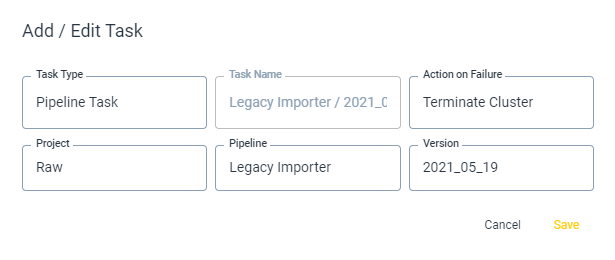 Add / Edit Task
Task Type
Task Name
Action on Failure
Pipeline Task
Legacy Importer / 2021_0
Terminate Cluster
Project
Pipeline
Version
Raw
Legacy Importer
2021_05_19
Cancel
Save